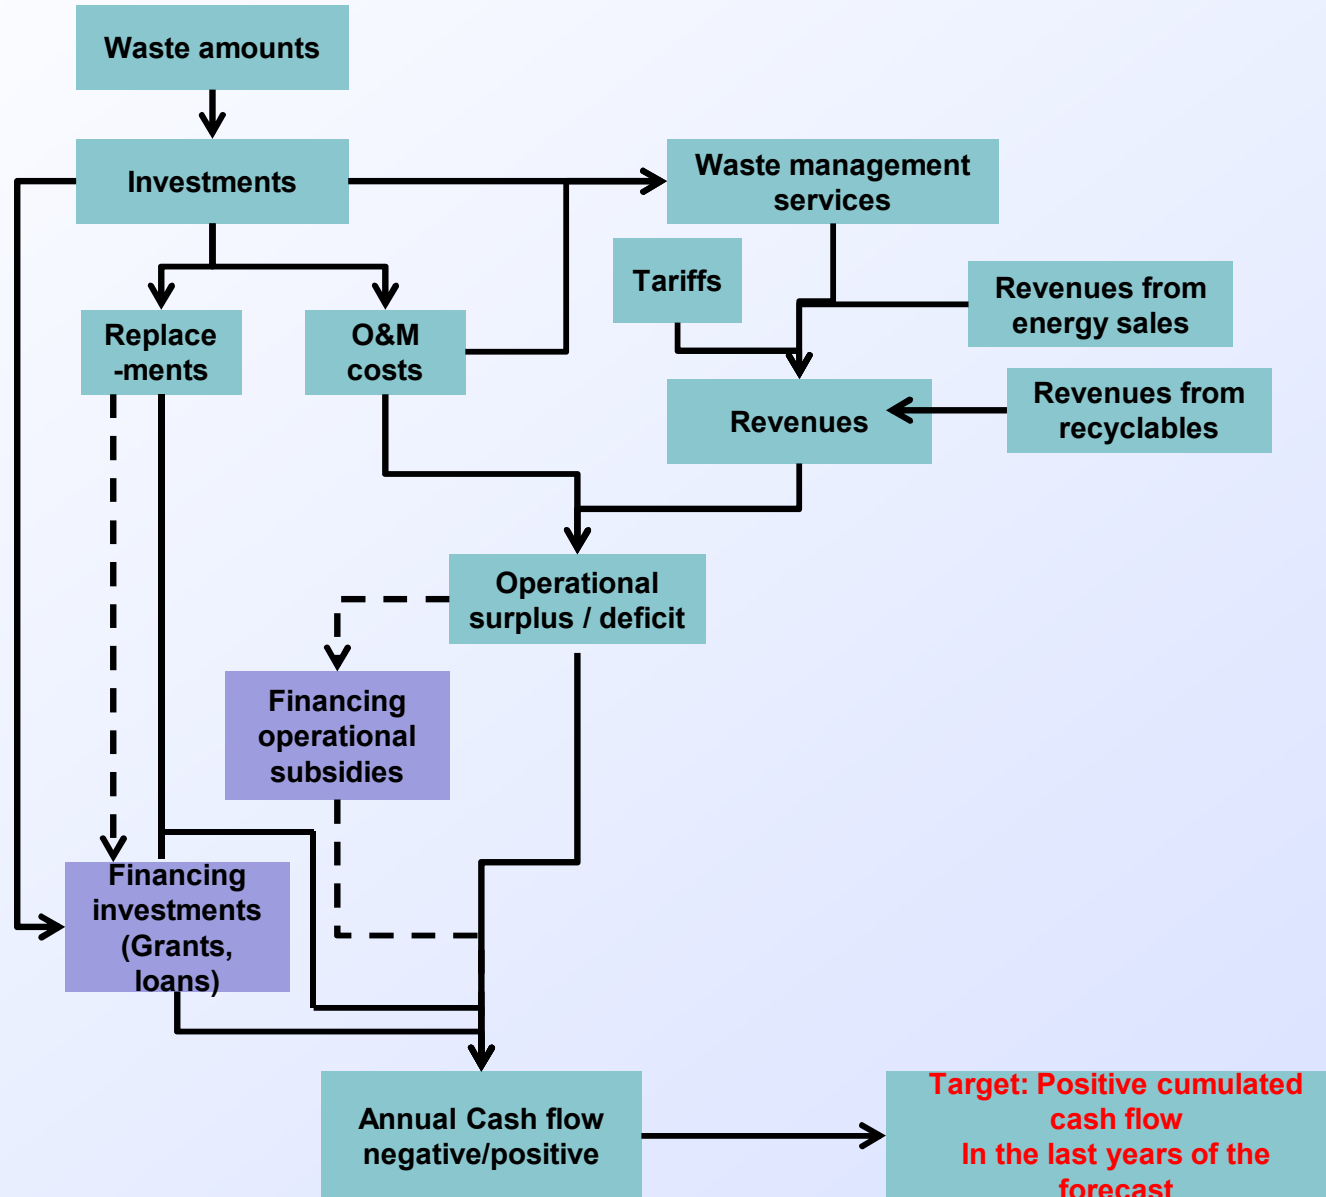 Waste amounts
Investments
Waste management
services
Tariffs
Revenues from
energy sales
Replace
-ments
O&M
costs
Revenues
Revenues from
recyclables
Operational
surplus / deficit
Financing
operational
subsidies
Financing
investments
(Grants,
loans)
Annual Cash flow
negative/positive
Target: Positive cumulated
cash flow
In the last years of the
forecast